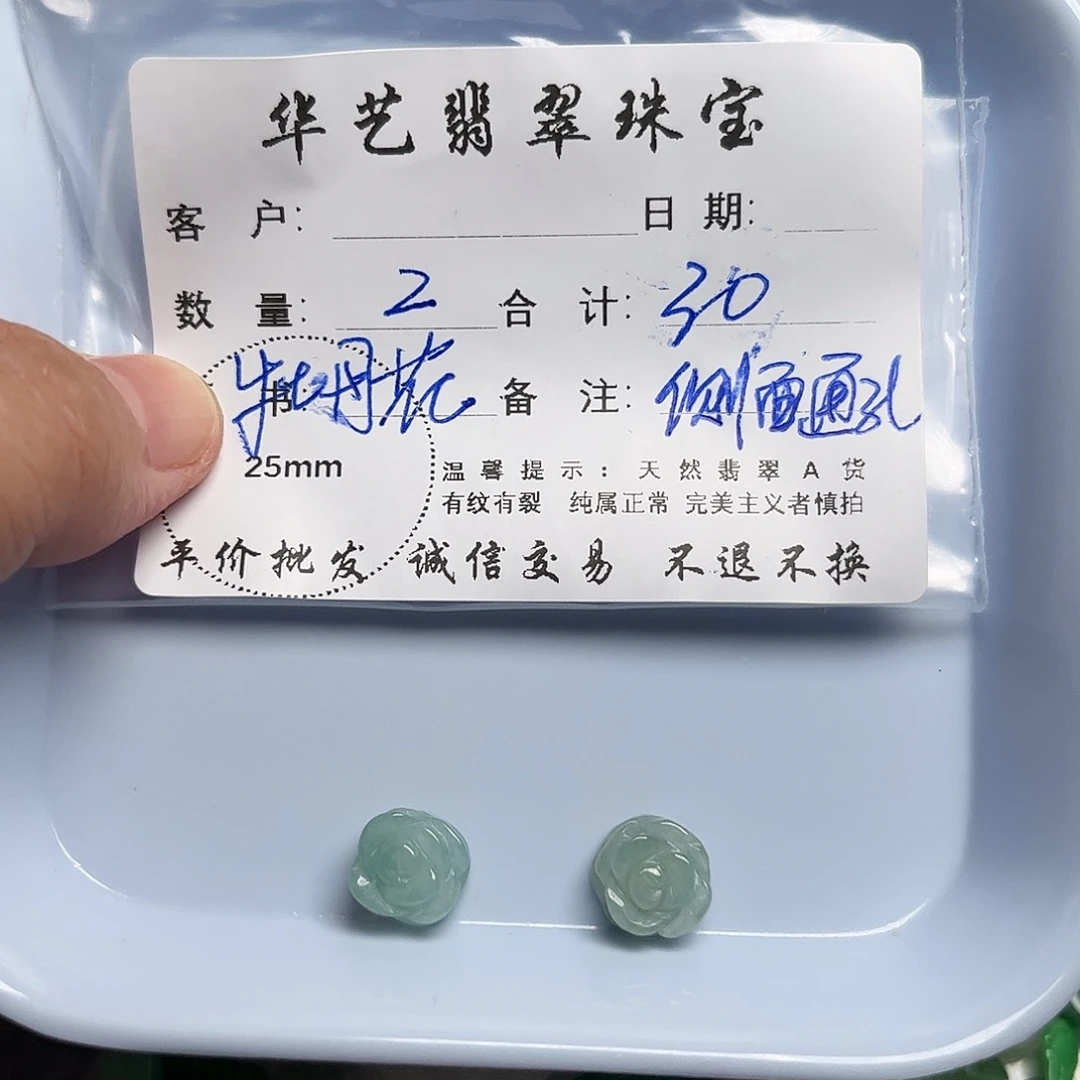 华艺翡翠珠宝
客户: 日期:
数量: 2 合计: 30
牡丹花 书: 备注: 侧面通孔
25mm
温馨提示: 天然翡翠A货
有纹有裂 纯属正常 完美主义者慎拍
平价批发 诚信交易 不退不换